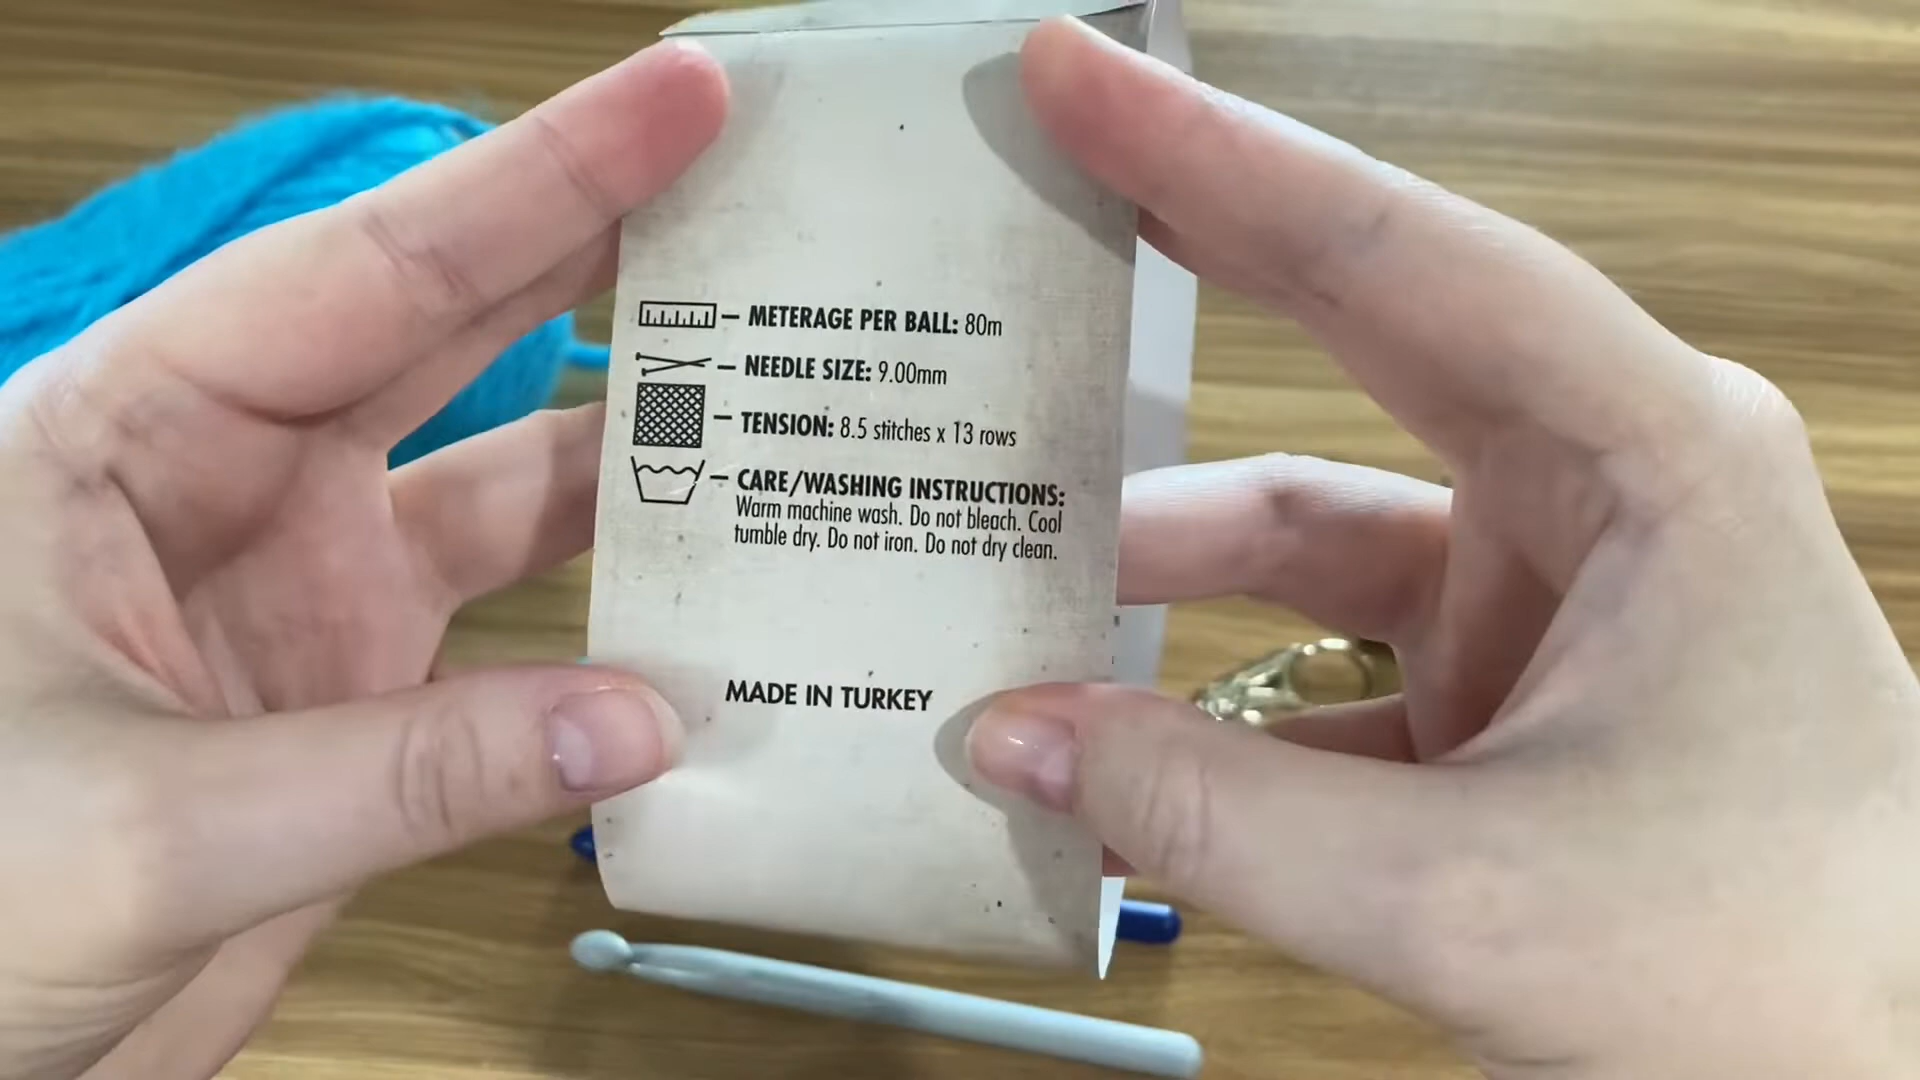 — METERAGE PER BALL: 80m
— NEEDLE SIZE: 9.00mm
— TENSION: 8.5 stitches x 13 rows
— CARE/WASHING INSTRUCTIONS:
Warm machine wash. Do not bleach. Cool
tumble dry. Do not iron. Do not dry clean.
MADE IN TURKEY